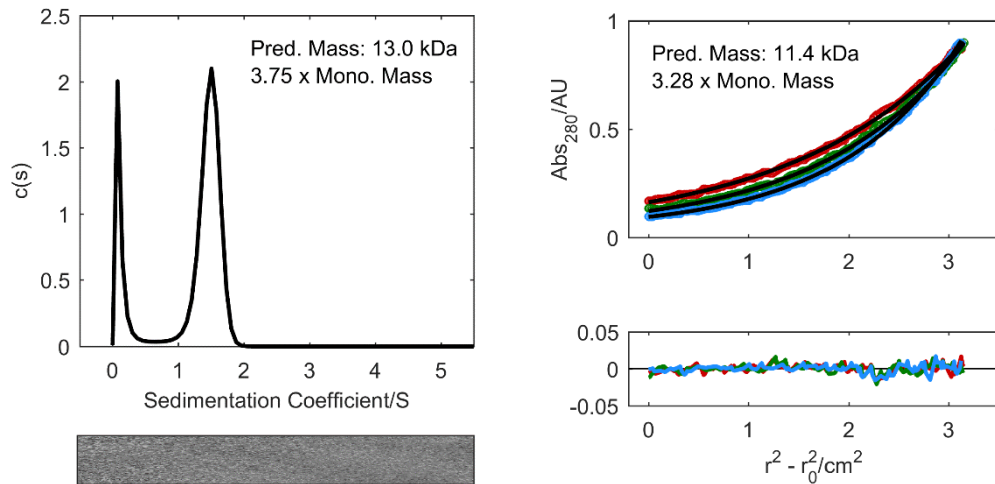 2.5
2
1.5
1
0.5
0
c(s)
Pred. Mass: 13.0 kDa
3.75 x Mono. Mass
0 1 2 3 4 5
Sedimentation Coefficient/S
1
0.5
0
Abs280/AU
Pred. Mass: 11.4 kDa
3.28 x Mono. Mass
0 1 2 3
0.05
0
-0.05
0 1 2 3
r² - r₀²/cm²